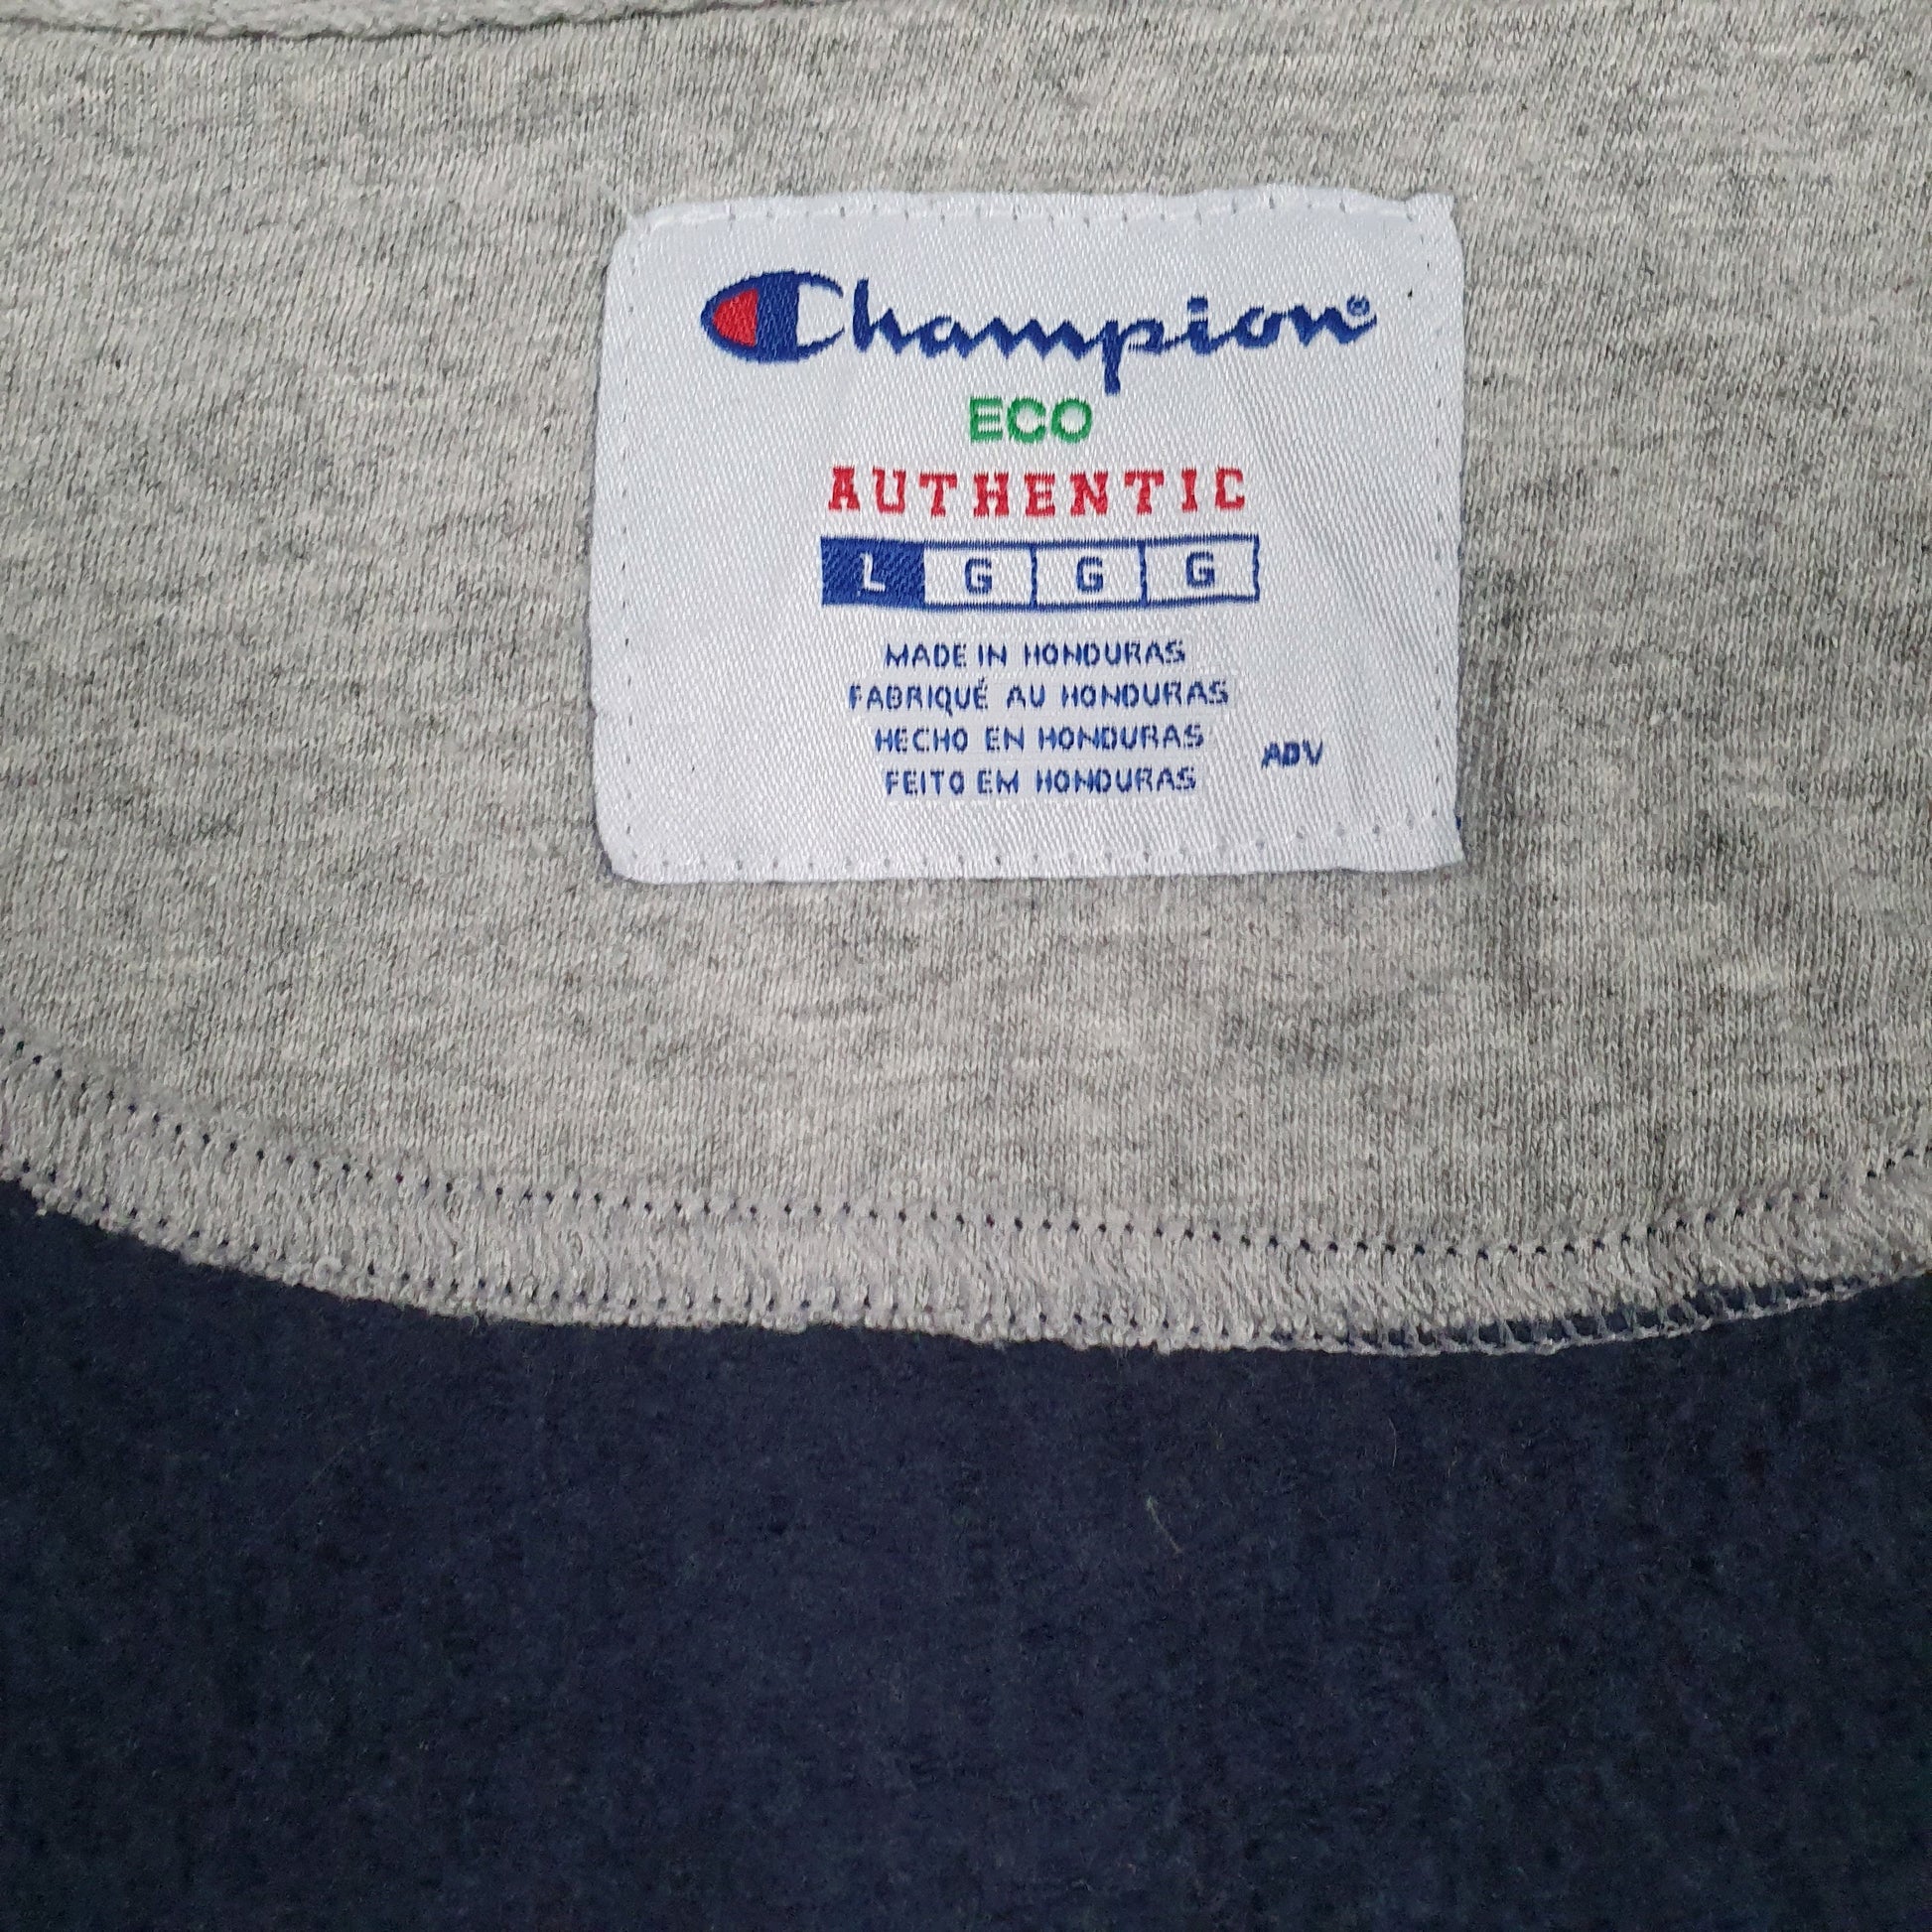 Champion®
ECO
AUTHENTIC
L G G G
MADE IN HONDURAS
FABRIQUÉ AU HONDURAS
HECHO EN HONDURAS
FEITO EM HONDURAS
ADV